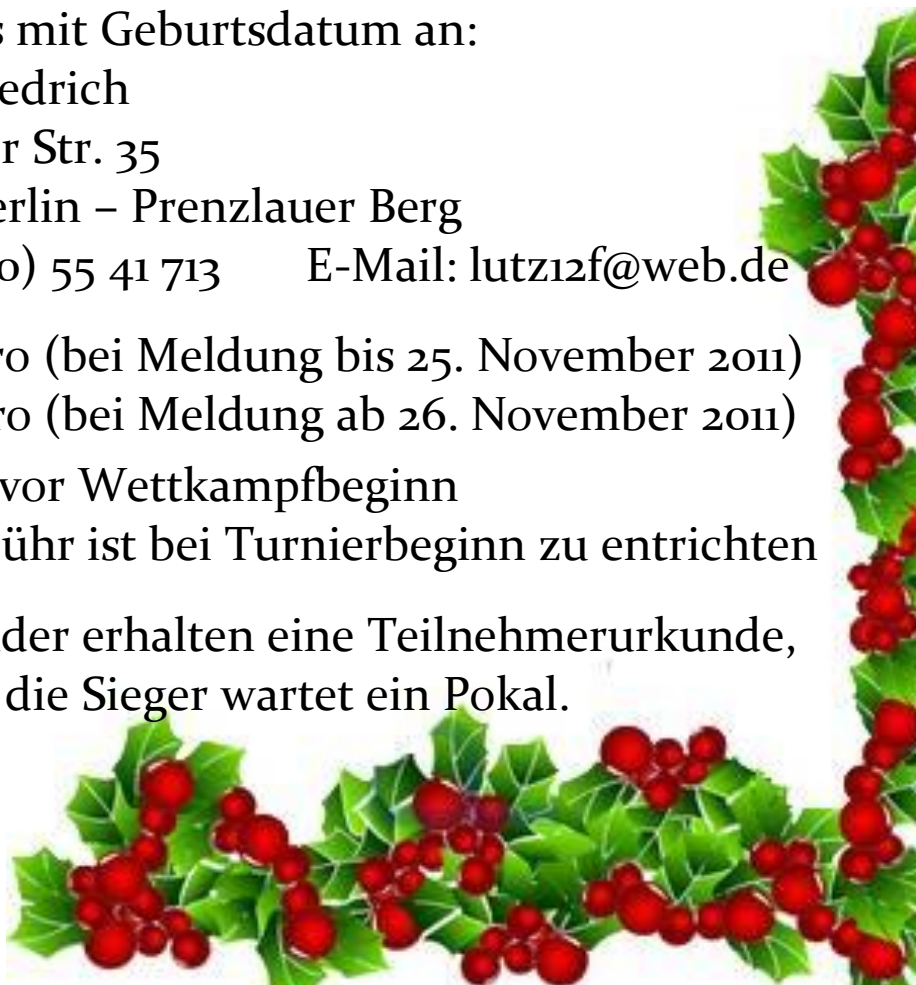 s mit Geburtsdatum an:
edrich
r Str. 35
erlin – Prenzlauer Berg
0) 55 41 713 E-Mail: lutz12f@web.de
ro (bei Meldung bis 25. November 2011)
ro (bei Meldung ab 26. November 2011)
vor Wettkampfbeginn
ühr ist bei Turnierbeginn zu entrichten
der erhalten eine Teilnehmerurkunde,
die Sieger wartet ein Pokal.